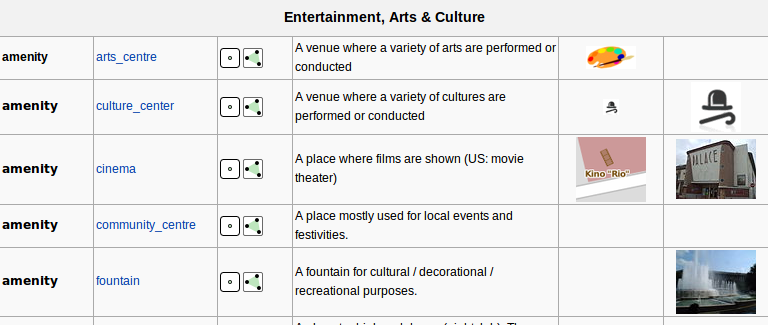 Entertainment, Arts & Culture
amenity arts_centre A venue where a variety of arts are performed or
conducted
amenity culture_center A venue where a variety of cultures are
performed or conducted
amenity cinema A place where films are shown (US: movie
theater)
Kino "Rio"
PALACE
amenity community_centre A place mostly used for local events and
festivities.
amenity fountain A fountain for cultural / decorational /
recreational purposes.